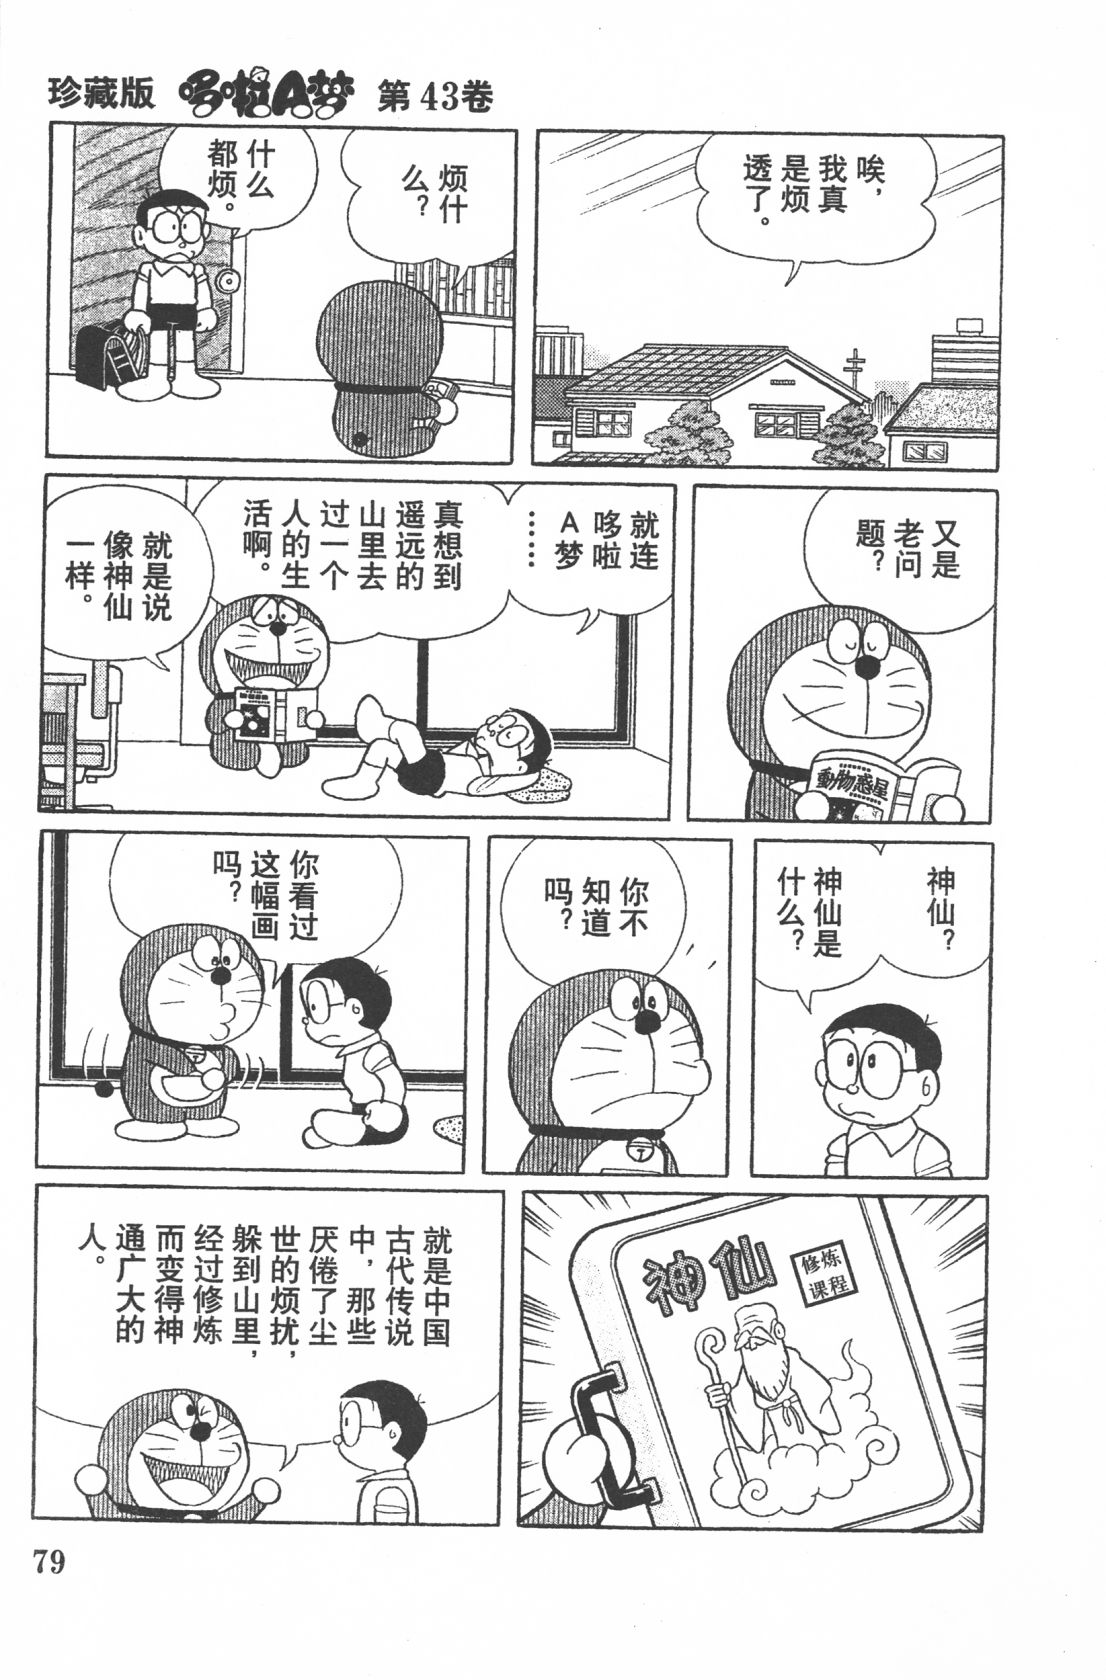 珍藏版 哆啦A梦 第43卷
唉，
我真
是烦
透了。
烦什
么？
什么
都烦。
又是
老问
题？
動物惑星
就连
哆啦
A梦
……
真想到
遥远的
山里去
过一个
人的生
活啊。
就是说
像神仙
一样。
神仙？
神仙是
什么？
你不
知道
吗？
你看过
这幅画
吗？
神仙
修炼
课程
就是中国
古代传说
中，那些
厌倦了尘
世的烦扰，
躲到山里，
经过修炼
而变得神
通广大的
人。
79